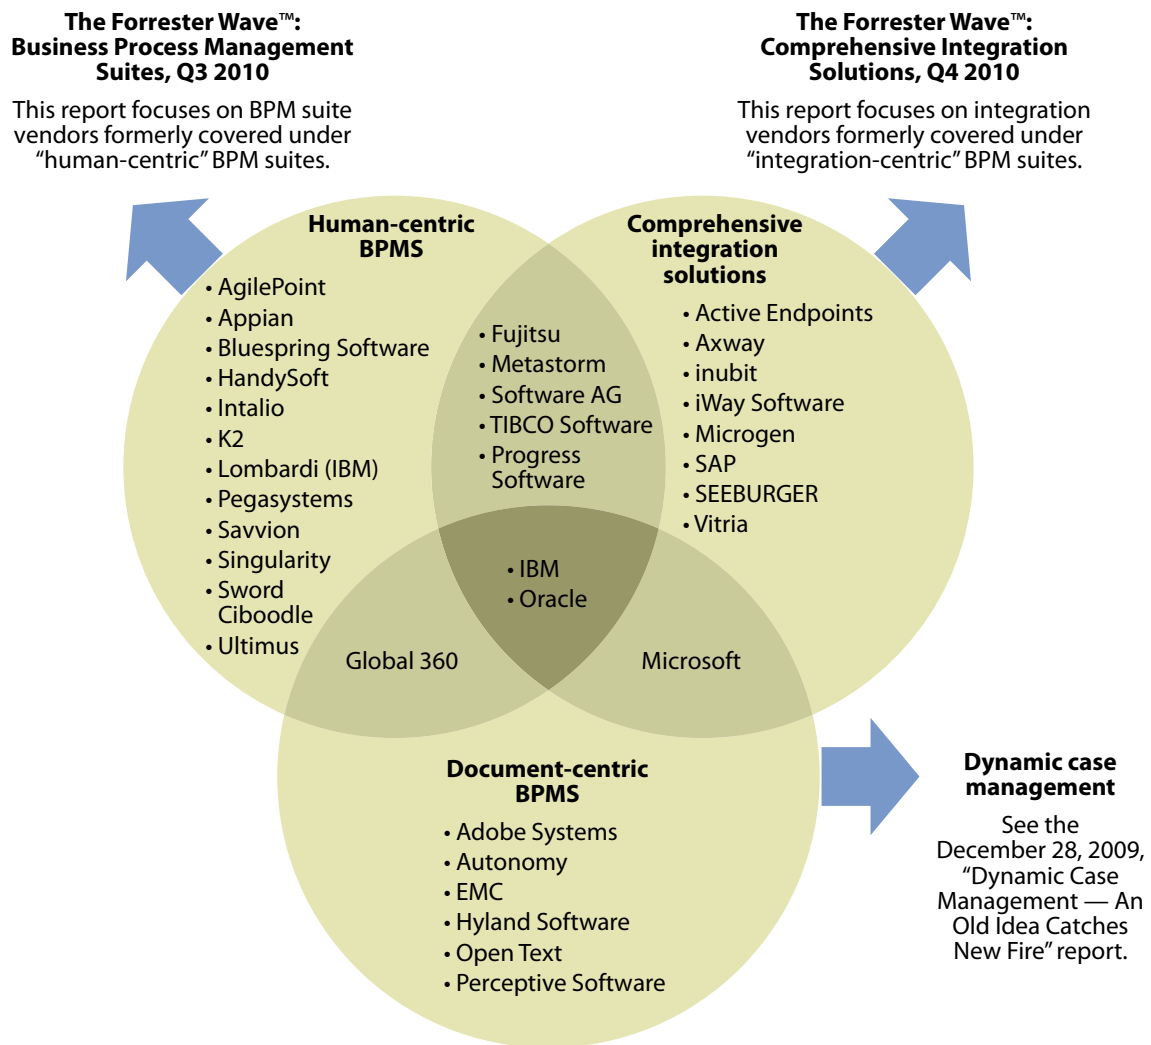 The Forrester Wave™:
Business Process Management
Suites, Q3 2010
This report focuses on BPM suite
vendors formerly covered under
“human-centric” BPM suites.
The Forrester Wave™:
Comprehensive Integration
Solutions, Q4 2010
This report focuses on integration
vendors formerly covered under
“integration-centric” BPM suites.
Human-centric
BPMS
• AgilePoint
• Appian
• Bluespring Software
• HandySoft
• Intalio
• K2
• Lombardi (IBM)
• Pegasystems
• Savvion
• Singularity
• Sword
Ciboodle
• Ultimus
• Fujitsu
• Metastorm
• Software AG
• TIBCO Software
• Progress
Software
Comprehensive
integration
solutions
• Active Endpoints
• Axway
• inubit
• iWay Software
• Microgen
• SAP
• SEEBURGER
• Vitria
• IBM
• Oracle
Global 360
Microsoft
Document-centric
BPMS
• Adobe Systems
• Autonomy
• EMC
• Hyland Software
• Open Text
• Perceptive Software
Dynamic case
management
See the
December 28, 2009,
“Dynamic Case
Management — An
Old Idea Catches
New Fire” report.